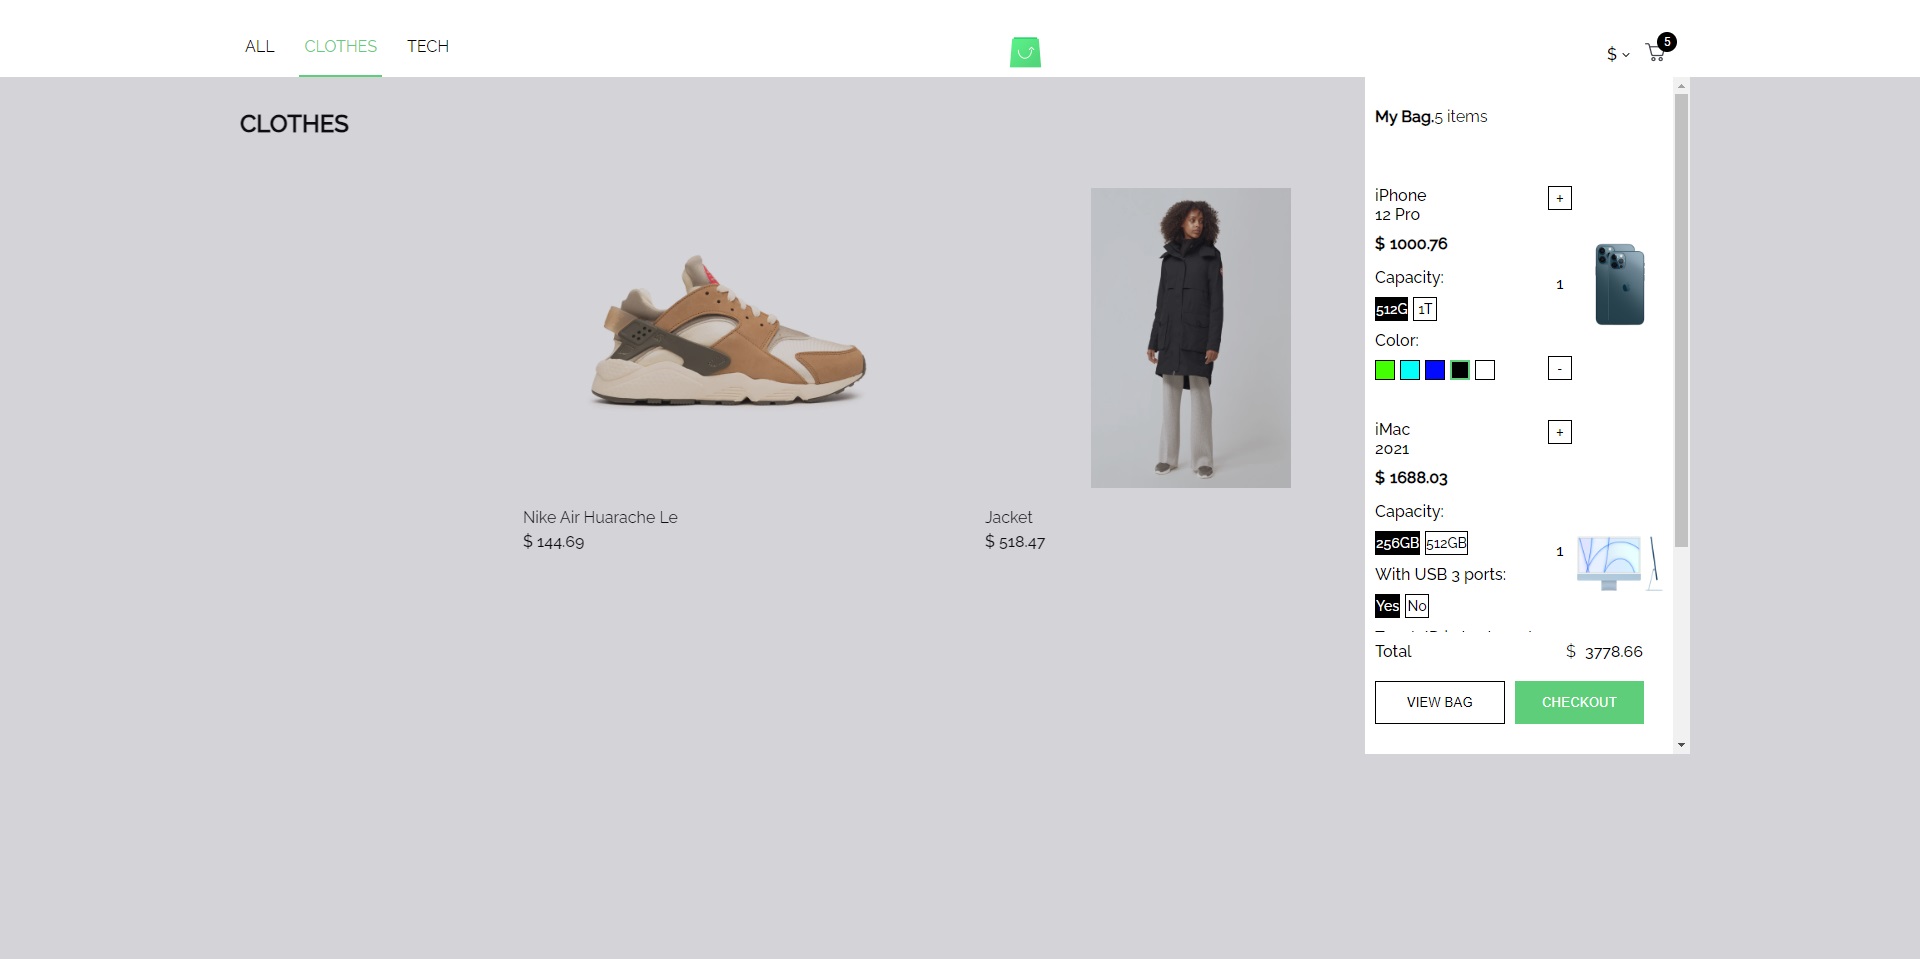 ALL CLOTHES TECH
$ 5
CLOTHES
Nike Air Huarache Le
$ 144.69
Jacket
$ 518.47
My Bag.5 items
iPhone
12 Pro
+
$ 1000.76
Capacity:
1
512G 1T
Color:
-
iMac
2021
+
$ 1688.03
Capacity:
256GB 512GB
1
With USB 3 ports:
Yes No
Total $ 3778.66
VIEW BAG CHECKOUT